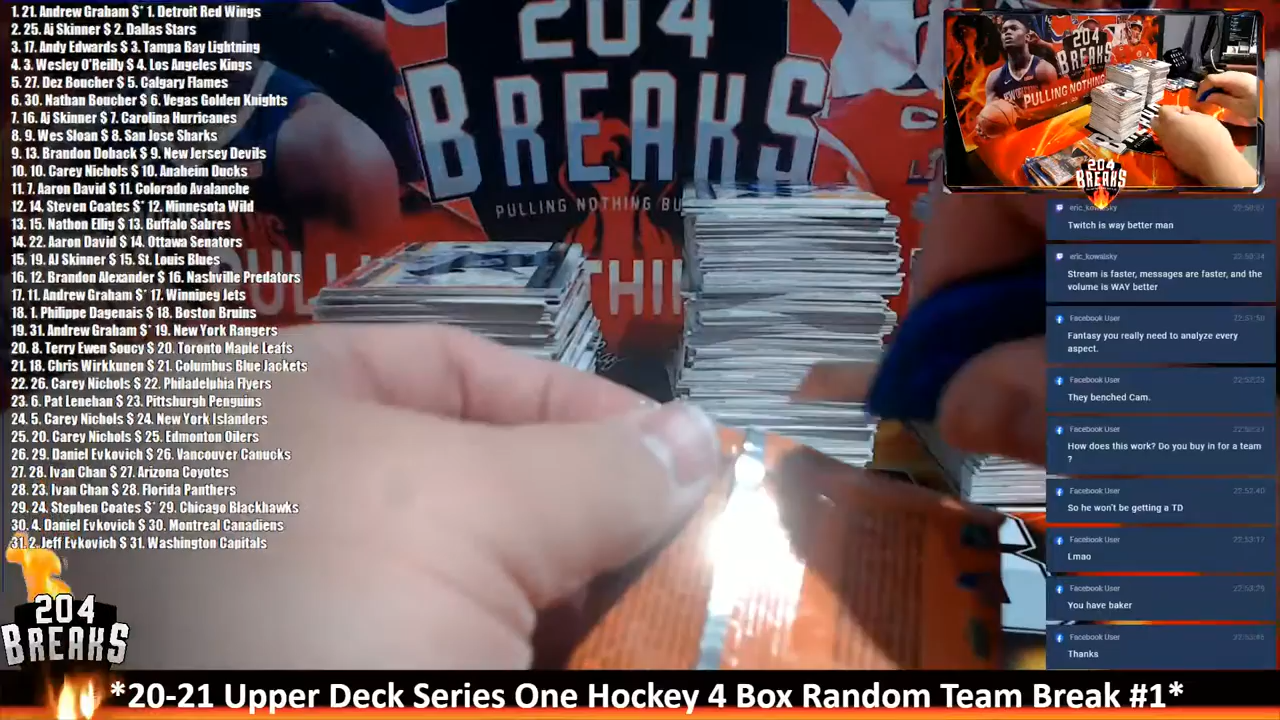 1. 21. Andrew Graham $* 1. Detroit Red Wings
2. 25. Aj Skinner $ 2. Dallas Stars
3. 17. Andy Edwards $ 3. Tampa Bay Lightning
4. 3. Wesley O'Reilly $ 4. Los Angeles Kings
5. 27. Dez Boucher $ 5. Calgary Flames
6. 30. Nathan Boucher $ 6. Vegas Golden Knights
7. 16. Aj Skinner $ 7. Carolina Hurricanes
8. 9. Wes Sloan $ 8. San Jose Sharks
9. 13. Brandon Doback $ 9. New Jersey Devils
10. 10. Carey Nichols $ 10. Anaheim Ducks
11. 7. Aaron David $ 11. Colorado Avalanche
12. 14. Steven Coates $* 12. Minnesota Wild
13. 15. Nathon Ellig $ 13. Buffalo Sabres
14. 22. Aaron David $ 14. Ottawa Senators
15. 19. AJ Skinner $ 15. St. Louis Blues
16. 12. Brandon Alexander $ 16. Nashville Predators
17. 11. Andrew Graham $* 17. Winnipeg Jets
18. 1. Philippe Dagenais $ 18. Boston Bruins
19. 31. Andrew Graham $* 19. New York Rangers
20. 8. Terry Ewen Soucy $ 20. Toronto Maple Leafs
21. 18. Chris Wirkkunen $ 21. Columbus Blue Jackets
22. 26. Carey Nichols $ 22. Philadelphia Flyers
23. 6. Pat Lenehan $ 23. Pittsburgh Penguins
24. 5. Carey Nichols $ 24. New York Islanders
25. 20. Carey Nichols $ 25. Edmonton Oilers
26. 29. Daniel Evkovich $ 26. Vancouver Canucks
27. 28. Ivan Chan $ 27. Arizona Coyotes
28. 23. Ivan Chan $ 28. Florida Panthers
29. 24. Stephen Coates $* 29. Chicago Blackhawks
30. 4. Daniel Evkovich $ 30. Montreal Canadiens
31. 2. Jeff Evkovich $ 31. Washington Capitals
204
BREAKS
204
BREAKS
PULLING NOTHING BU
204
BREAKS
PULLING NOTHING
204
BREAKS
eric_kowalsky
Twitch is way better man
eric_kowalsky
Stream is faster, messages are faster, and the
volume is WAY better
Facebook User
Fantasy you really need to analyze every
aspect.
Facebook User
They benched Cam.
Facebook User
How does this work? Do you buy in for a team
?
Facebook User
So he won't be getting a TD
Facebook User
Lmao
Facebook User
You have baker
Facebook User
Thanks
*20-21 Upper Deck Series One Hockey 4 Box Random Team Break #1*